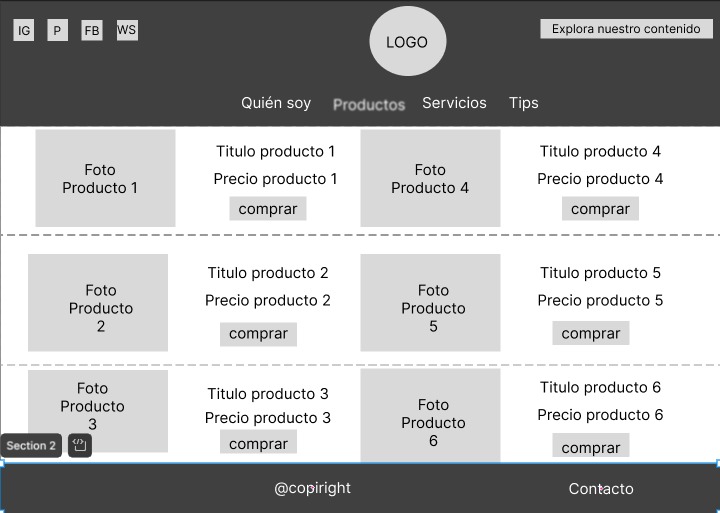 IG P FB WS
LOGO
Explora nuestro contenido
Quién soy Productos Servicios Tips
Foto
Producto 1
Titulo producto 1
Precio producto 1
comprar
Foto
Producto 4
Titulo producto 4
Precio producto 4
comprar
Foto
Producto
2
Titulo producto 2
Precio producto 2
comprar
Foto
Producto
5
Titulo producto 5
Precio producto 5
comprar
Foto
Producto
3
Titulo producto 3
Precio producto 3
comprar
Foto
Producto
6
Titulo producto 6
Precio producto 6
comprar
Section 2
@copiright
Contacto